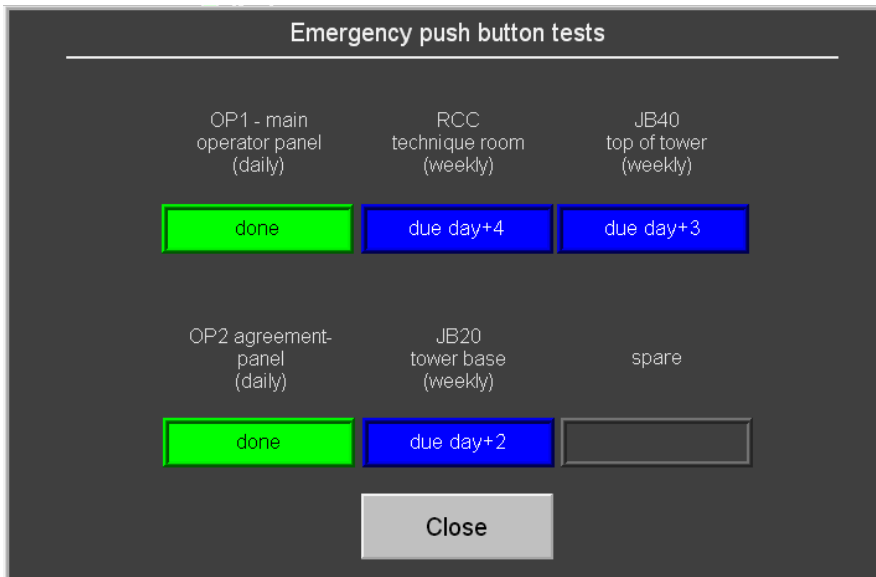 Emergency push button tests
OP1 - main
operator panel
(daily)
RCC
technique room
(weekly)
JB40
top of tower
(weekly)
done
due day+4
due day+3
OP2 agreement-
panel
(daily)
JB20
tower base
(weekly)
spare
done
due day+2
Close